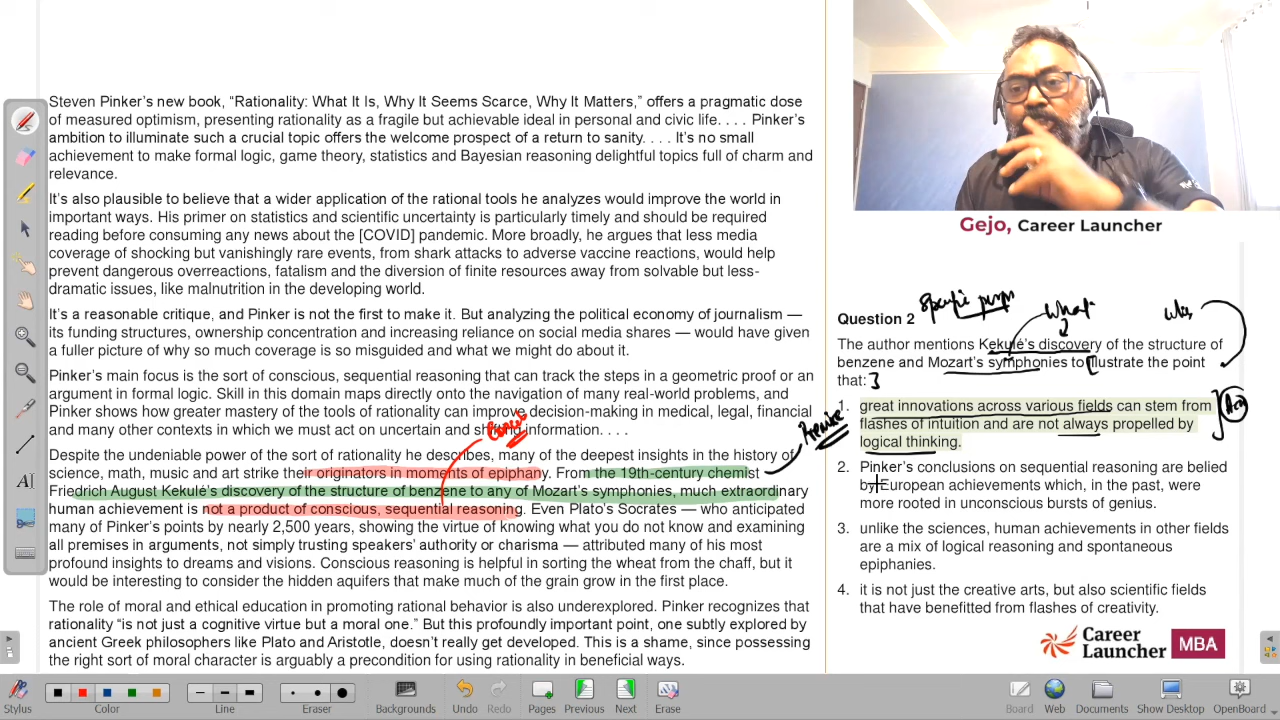 Steven Pinker's new book, “Rationality: What It Is, Why It Seems Scarce, Why It Matters,” offers a pragmatic dose
of measured optimism, presenting rationality as a fragile but achievable ideal in personal and civic life. . . . Pinker's
ambition to illuminate such a crucial topic offers the welcome prospect of a return to sanity. . . . It's no small
achievement to make formal logic, game theory, statistics and Bayesian reasoning delightful topics full of charm and
relevance.
It's also plausible to believe that a wider application of the rational tools he analyzes would improve the world in
important ways. His primer on statistics and scientific uncertainty is particularly timely and should be required
reading before consuming any news about the [COVID] pandemic. More broadly, he argues that less media
coverage of shocking but vanishingly rare events, from shark attacks to adverse vaccine reactions, would help
prevent dangerous overreactions, fatalism and the diversion of finite resources away from solvable but less-
dramatic issues, like malnutrition in the developing world.
It's a reasonable critique, and Pinker is not the first to make it. But analyzing the political economy of journalism —
its funding structures, ownership concentration and increasing reliance on social media shares — would have given
a fuller picture of why so much coverage is so misguided and what we might do about it.
Pinker's main focus is the sort of conscious, sequential reasoning that can track the steps in a geometric proof or an
argument in formal logic. Skill in this domain maps directly onto the navigation of many real-world problems, and
Pinker shows how greater mastery of the tools of rationality can improve decision-making in medical, legal, financial
and many other contexts in which we must act on uncertain and shifting information. . . .
Despite the undeniable power of the sort of rationality he describes, many of the deepest insights in the history of
science, math, music and art strike their originators in moments of epiphany. From the 19th-century chemist
Friedrich August Kekulé's discovery of the structure of benzene to any of Mozart's symphonies, much extraordinary
human achievement is not a product of conscious, sequential reasoning. Even Plato's Socrates — who anticipated
many of Pinker's points by nearly 2,500 years, showing the virtue of knowing what you do not know and examining
all premises in arguments, not simply trusting speakers' authority or charisma — attributed many of his most
profound insights to dreams and visions. Conscious reasoning is helpful in sorting the wheat from the chaff, but it
would be interesting to consider the hidden aquifers that make much of the grain grow in the first place.
The role of moral and ethical education in promoting rational behavior is also underexplored. Pinker recognizes that
rationality “is not just a cognitive virtue but a moral one.” But this profoundly important point, one subtly explored by
ancient Greek philosophers like Plato and Aristotle, doesn't really get developed. This is a shame, since possessing
the right sort of moral character is arguably a precondition for using rationality in beneficial ways.
Premise
Gejo, Career Launcher
Specific
What
why
Question 2
The author mentions Kekulé's discovery of the structure of
benzene and Mozart's symphonies to illustrate the point
that:
1. great innovations across various fields can stem from
flashes of intuition and are not always propelled by
logical thinking.
2. Pinker's conclusions on sequential reasoning are belied
by European achievements which, in the past, were
more rooted in unconscious bursts of genius.
3. unlike the sciences, human achievements in other fields
are a mix of logical reasoning and spontaneous
epiphanies.
4. it is not just the creative arts, but also scientific fields
that have benefitted from flashes of creativity.
Career
Launcher MBA
Stylus
Color
Line
Eraser
Backgrounds
Undo
Redo
Pages
Previous
Next
Erase
Board
Web
Documents
Show Desktop
OpenBoard